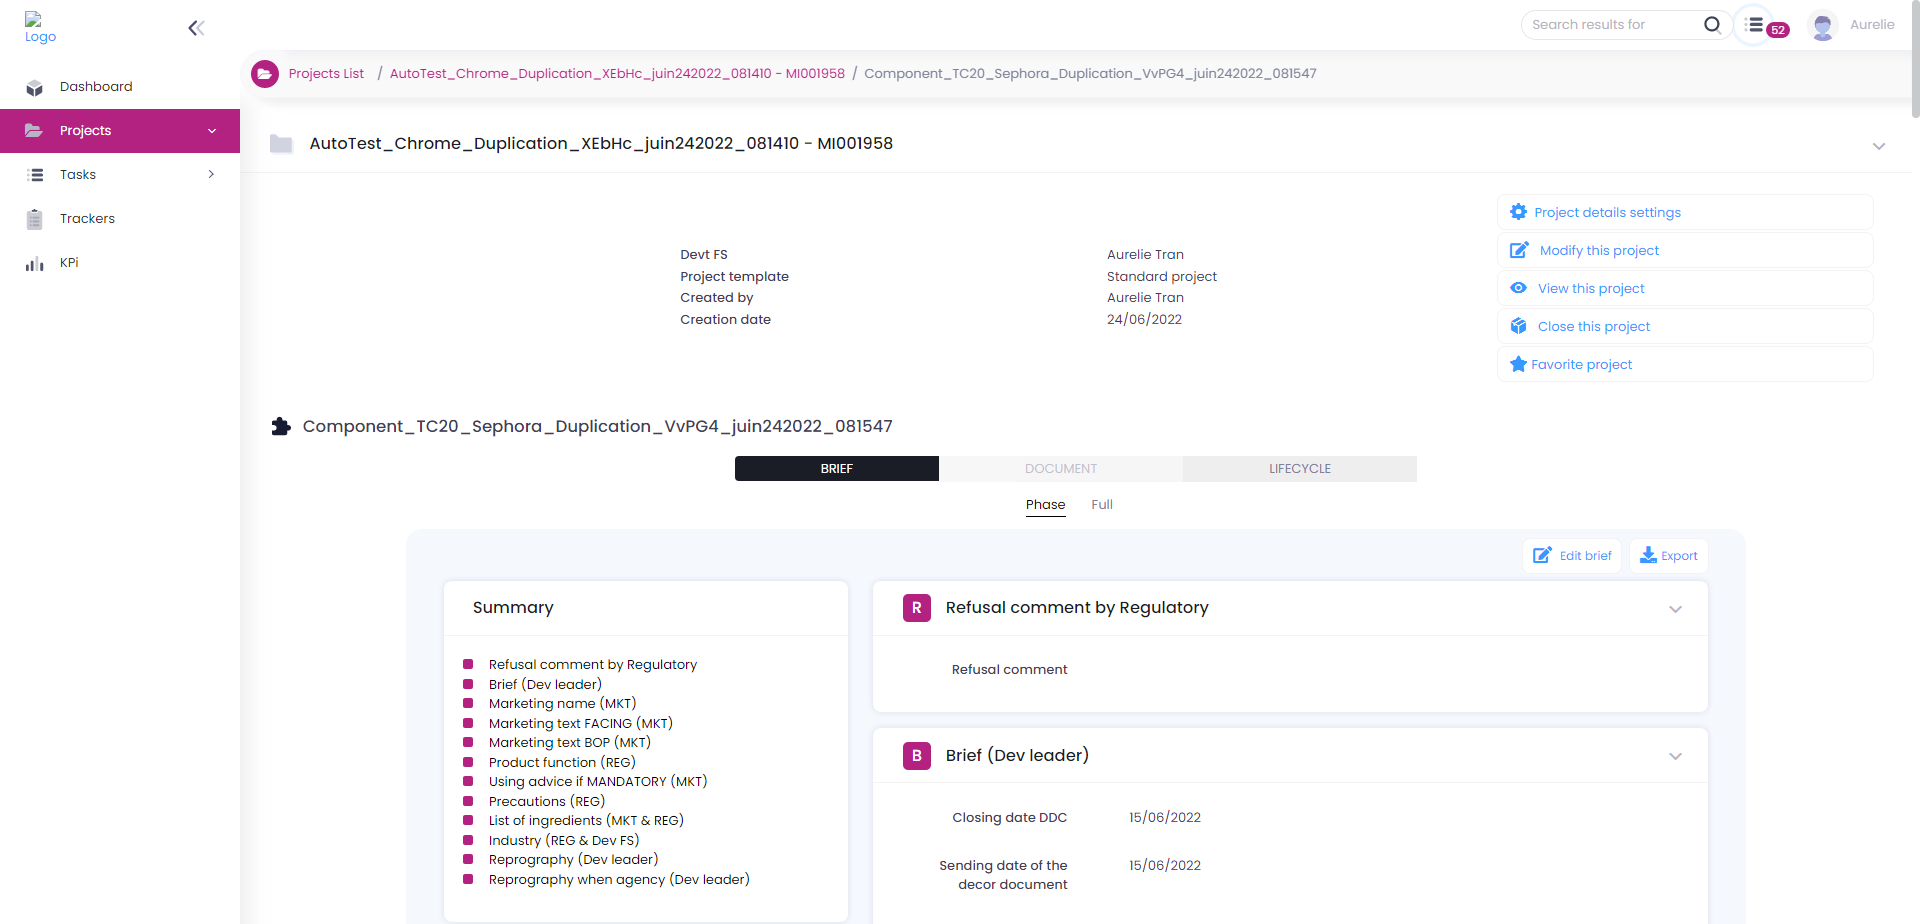 Logo
Search results for
52
Aurelie
Projects List / AutoTest_Chrome_Duplication_XEbHc_juin242022_081410 - MI001958 / Component_TC20_Sephora_Duplication_VvPG4_juin242022_081547
Dashboard
Projects
Tasks
Trackers
KPi
AutoTest_Chrome_Duplication_XEbHc_juin242022_081410 - MI001958
Devt FS Aurelie Tran
Project template Standard project
Created by Aurelie Tran
Creation date 24/06/2022
Project details settings
Modify this project
View this project
Close this project
Favorite project
Component_TC20_Sephora_Duplication_VvPG4_juin242022_081547
BRIEF DOCUMENT LIFECYCLE
Phase Full
Edit brief Export
Summary
Refusal comment by Regulatory
Brief (Dev leader)
Marketing name (MKT)
Marketing text FACING (MKT)
Marketing text BOP (MKT)
Product function (REG)
Using advice if MANDATORY (MKT)
Precautions (REG)
List of ingredients (MKT & REG)
Industry (REG & Dev FS)
Reprography (Dev leader)
Reprography when agency (Dev leader)
R Refusal comment by Regulatory
Refusal comment
B Brief (Dev leader)
Closing date DDC 15/06/2022
Sending date of the 15/06/2022
decor document